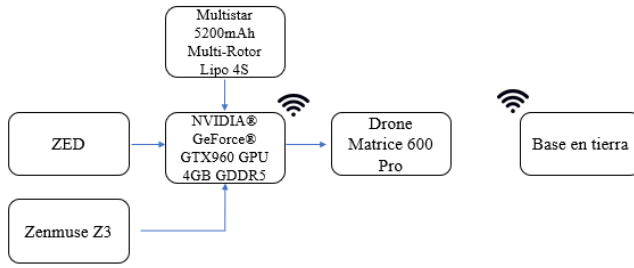 Multistar
5200mAh
Multi-Rotor
Lipo 4S
ZED
NVIDIA®
GeForce®
GTX960 GPU
4GB GDDR5
Drone
Matrice 600
Pro
Base en tierra
Zenmuse Z3